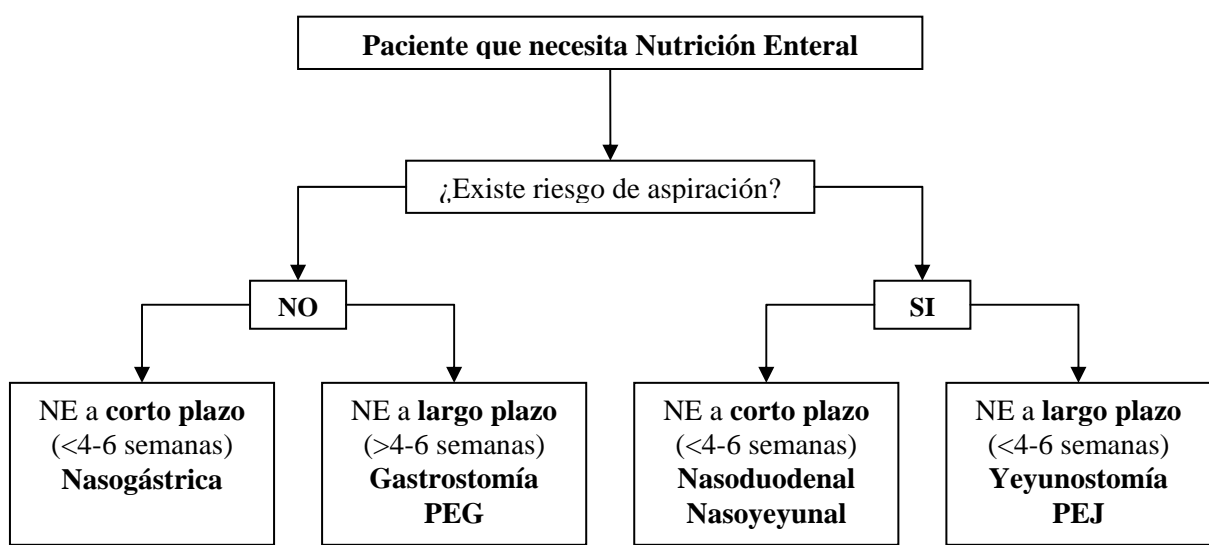 Paciente que necesita Nutrición Enteral
¿Existe riesgo de aspiración?
NO
SI
NE a corto plazo
(<4-6 semanas)
Nasogástrica
NE a largo plazo
(>4-6 semanas)
Gastrostomía
PEG
NE a corto plazo
(<4-6 semanas)
Nasoduodenal
Nasoyeyunal
NE a largo plazo
(<4-6 semanas)
Yeyunostomía
PEJ